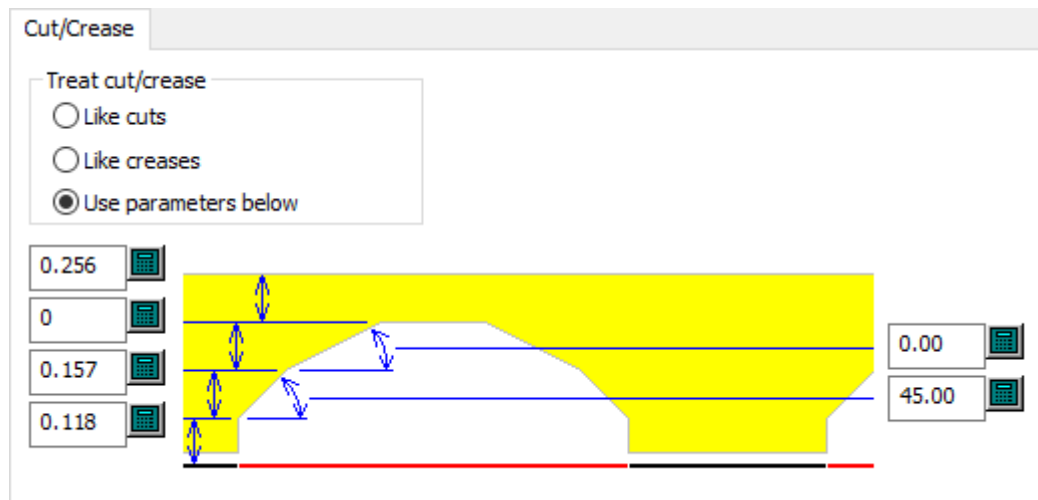 Cut/Crease
Treat cut/crease
Like cuts
Like creases
Use parameters below
0.256
0
0.157
0.118
0.00
45.00